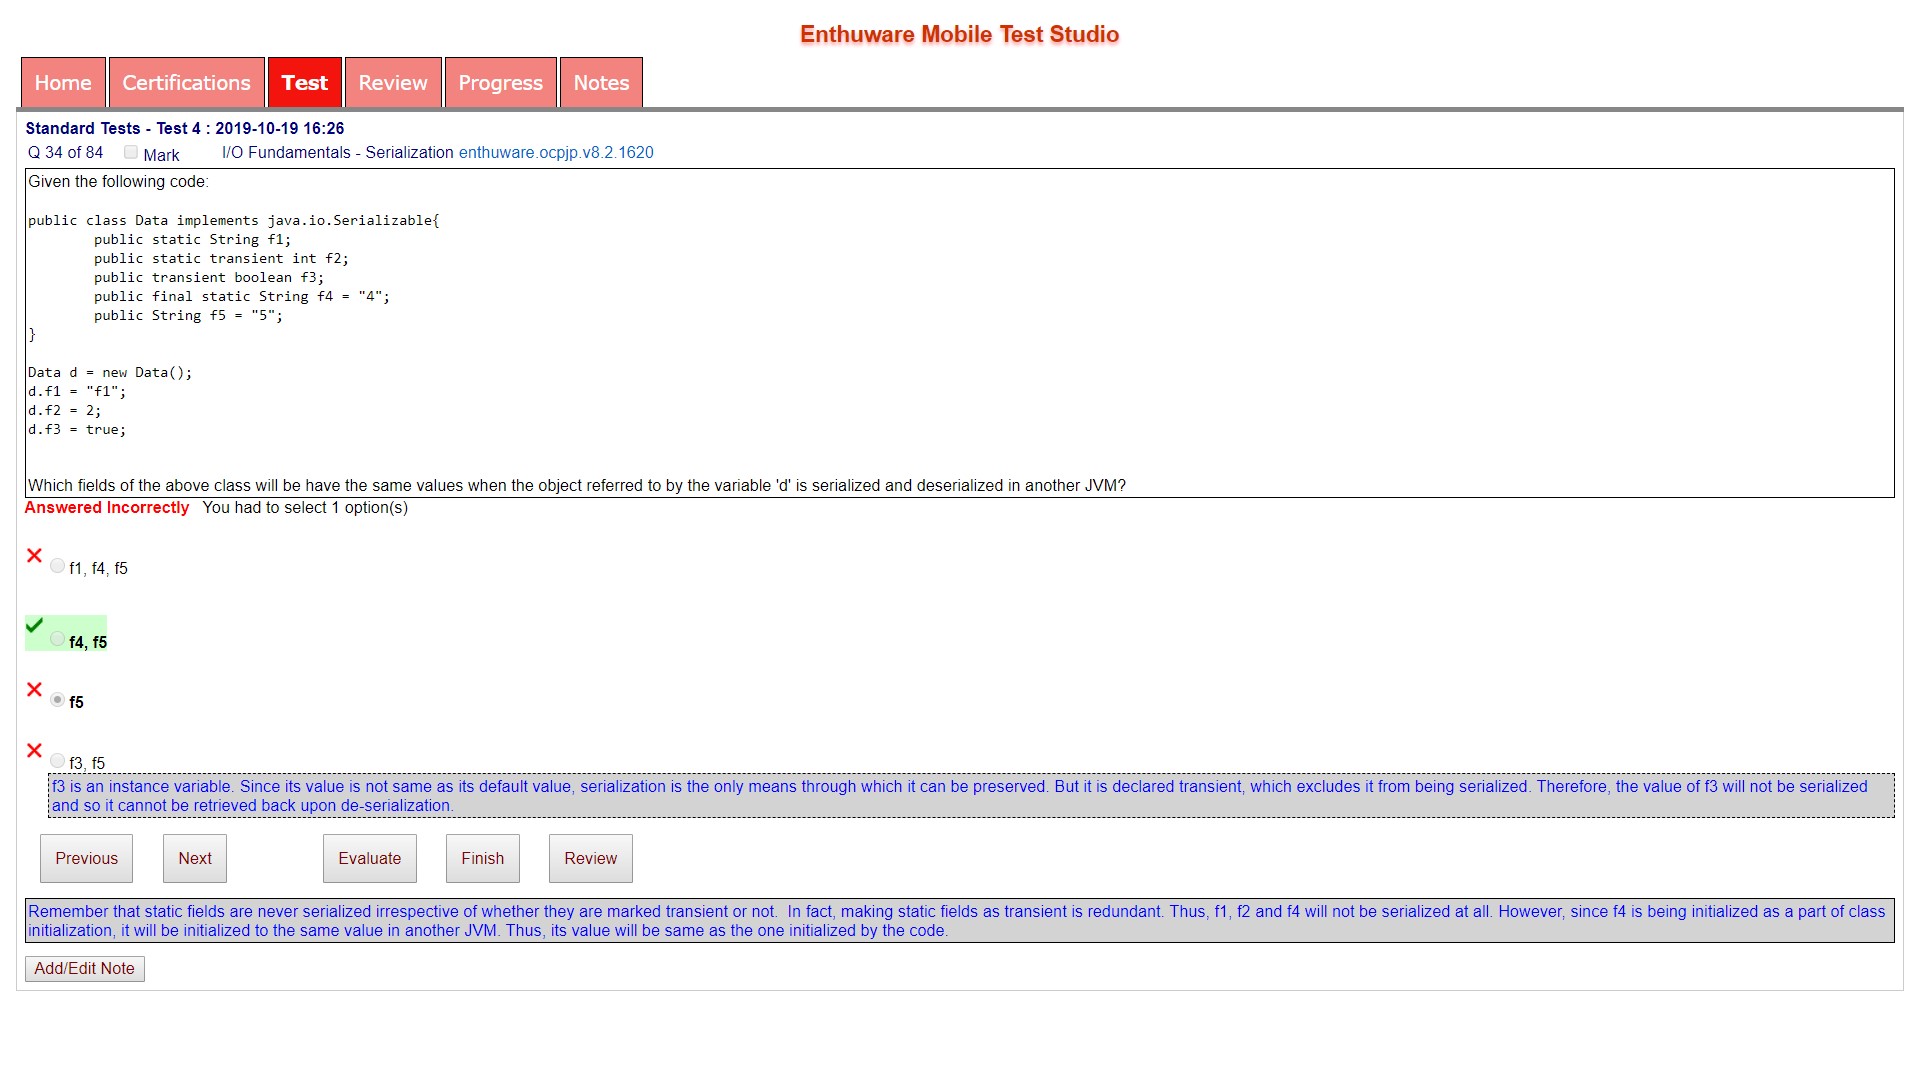 Enthuware Mobile Test Studio
Home Certifications Test Review Progress Notes
Standard Tests - Test 4 : 2019-10-19 16:26
Q 34 of 84 Mark I/O Fundamentals - Serialization enthuware.ocpjp.v8.2.1620
Given the following code:
public class Data implements java.io.Serializable{
public static String f1;
public static transient int f2;
public transient boolean f3;
public final static String f4 = "4";
public String f5 = "5";
}
Data d = new Data();
d.f1 = "f1";
d.f2 = 2;
d.f3 = true;
Which fields of the above class will be have the same values when the object referred to by the variable 'd' is serialized and deserialized in another JVM?
Answered Incorrectly You had to select 1 option(s)
f1, f4, f5
f4, f5
f5
f3, f5
f3 is an instance variable. Since its value is not same as its default value, serialization is the only means through which it can be preserved. But it is declared transient, which excludes it from being serialized. Therefore, the value of f3 will not be serialized
and so it cannot be retrieved back upon de-serialization.
Previous Next Evaluate Finish Review
Remember that static fields are never serialized irrespective of whether they are marked transient or not. In fact, making static fields as transient is redundant. Thus, f1, f2 and f4 will not be serialized at all. However, since f4 is being initialized as a part of class
initialization, it will be initialized to the same value in another JVM. Thus, its value will be same as the one initialized by the code.
Add/Edit Note